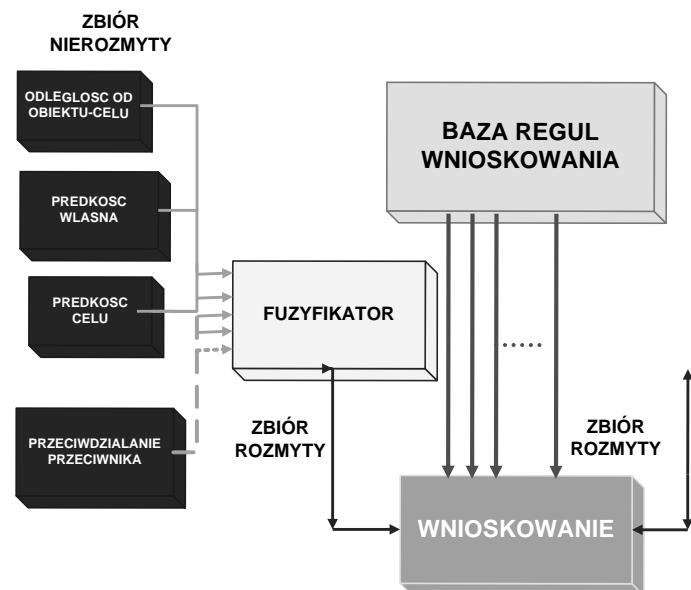 ZBIÓR
NIEROZMYTY
ODLEGLOSC OD
OBIEKTU-CELU
PREDKOSC
WLASNA
PREDKOSC
CELU
PRZECIWDZIALANIE
PRZECIWNIKA
FUZYFIKATOR
BAZA REGUL
WNIOSKOWANIA
.....
ZBIÓR
ROZMYTY
ZBIÓR
ROZMYTY
WNIOSKOWANIE